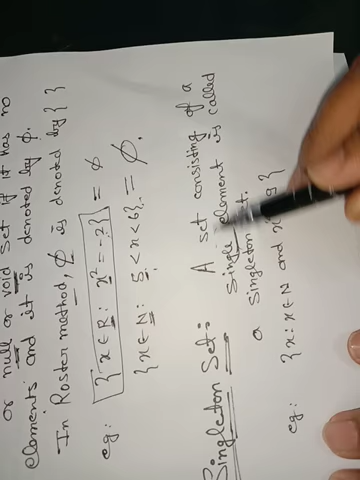 or null or void set if it has no
elements and it is denoted by ϕ.
In Roster method, ϕ is denoted by { }
eg: {x∈R: x² = -2} = ϕ
{x∈N: 5 < x < 6} = ϕ.
Singleton Set: A set consisting of a
single element is called
a singleton set.
eg: {x: x∈N and